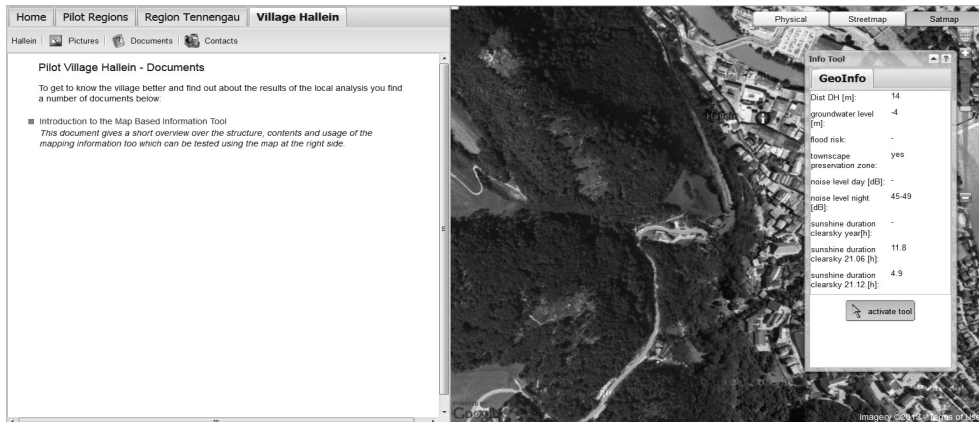 Home Pilot Regions Region Tennengau Village Hallein
Hallein Pictures Documents Contacts
Pilot Village Hallein - Documents
To get to know the village better and find out about the results of the local analysis you find
a number of documents below:
Introduction to the Map Based Information Tool
This document gives a short overview over the structure, contents and usage of the
mapping information too which can be tested using the map at the right side.
Physical Streetmap Satmap
Hallein
Info Tool ?
GeoInfo
Dist DH [m]: 14
groundwater level -4
[m]:
flood risk: -
townscape yes
preservation zone:
noise level day [dB]: -
noise level night 45-49
[dB]:
sunshine duration -
clearsky year[h]:
sunshine duration 11.8
clearsky 21.06.[h]:
sunshine duration 4.9
clearsky 21.12.[h]:
activate tool
POWERED BY
Google
Imagery ©2013 - Terms of Use